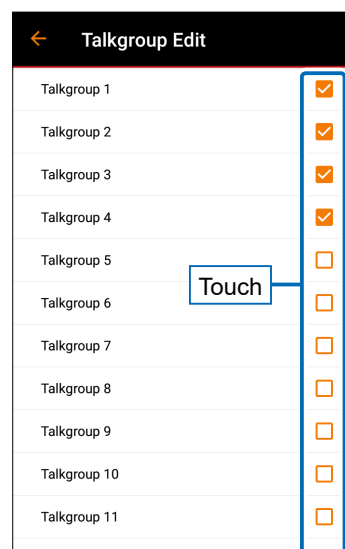 Talkgroup Edit
Talkgroup 1
Talkgroup 2
Talkgroup 3
Talkgroup 4
Talkgroup 5
Touch
Talkgroup 6
Talkgroup 7
Talkgroup 8
Talkgroup 9
Talkgroup 10
Talkgroup 11